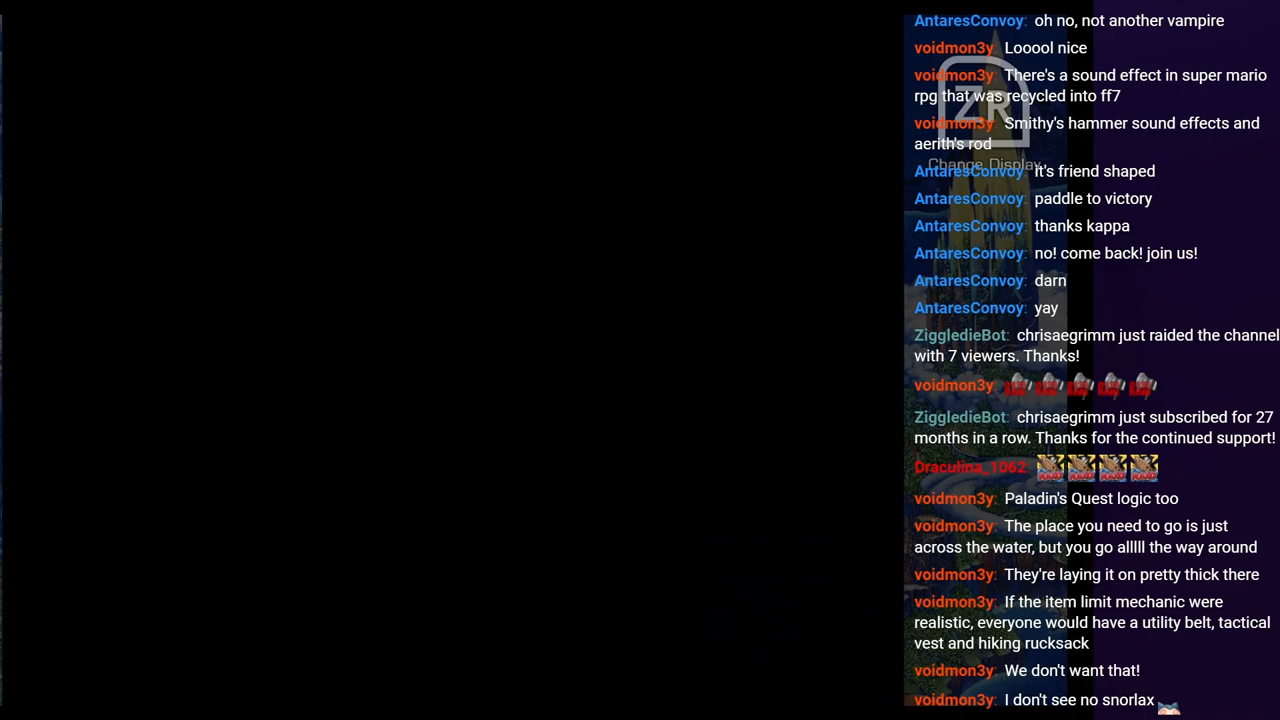 AntaresConvoy: oh no, not another vampire
voidmon3y: Looool nice
voidmon3y: There's a sound effect in super mario
rpg that was recycled into ff7
ZR
voidmon3y: Smithy's hammer sound effects and
aerith's rod
Change Display
AntaresConvoy: It's friend shaped
AntaresConvoy: paddle to victory
AntaresConvoy: thanks kappa
AntaresConvoy: no! come back! join us!
AntaresConvoy: darn
AntaresConvoy: yay
ZiggledieBot: chrisaegrimm just raided the channel
with 7 viewers. Thanks!
voidmon3y:
ZiggledieBot: chrisaegrimm just subscribed for 27
months in a row. Thanks for the continued support!
Draculina_1062:
voidmon3y: Paladin's Quest logic too
voidmon3y: The place you need to go is just
across the water, but you go alllll the way around
voidmon3y: They're laying it on pretty thick there
voidmon3y: If the item limit mechanic were
realistic, everyone would have a utility belt, tactical
vest and hiking rucksack
voidmon3y: We don't want that!
voidmon3y: I don't see no snorlax